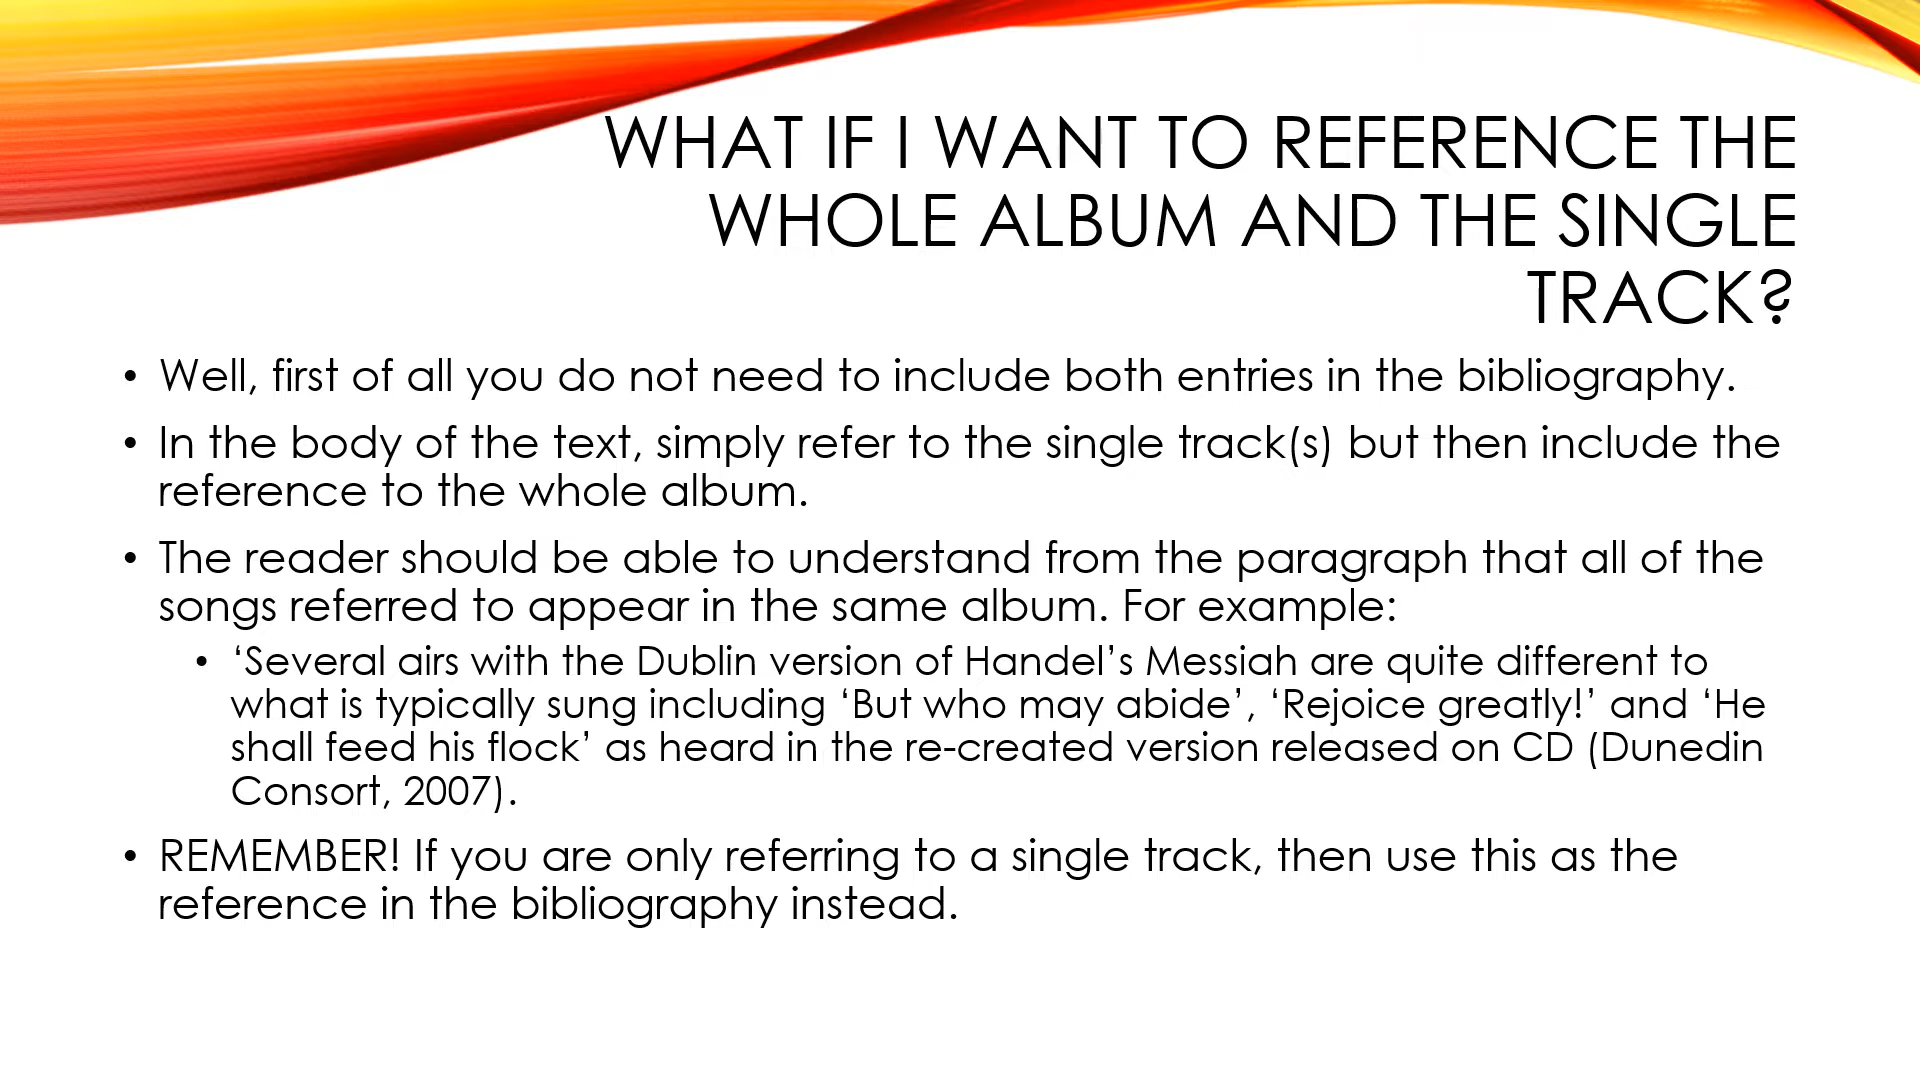 WHAT IF I WANT TO REFERENCE THE
WHOLE ALBUM AND THE SINGLE
TRACK?
• Well, first of all you do not need to include both entries in the bibliography.
• In the body of the text, simply refer to the single track(s) but then include the
reference to the whole album.
• The reader should be able to understand from the paragraph that all of the
songs referred to appear in the same album. For example:
• ‘Several airs with the Dublin version of Handel’s Messiah are quite different to
what is typically sung including ‘But who may abide’, ‘Rejoice greatly!’ and ‘He
shall feed his flock’ as heard in the re-created version released on CD (Dunedin
Consort, 2007).
• REMEMBER! If you are only referring to a single track, then use this as the
reference in the bibliography instead.